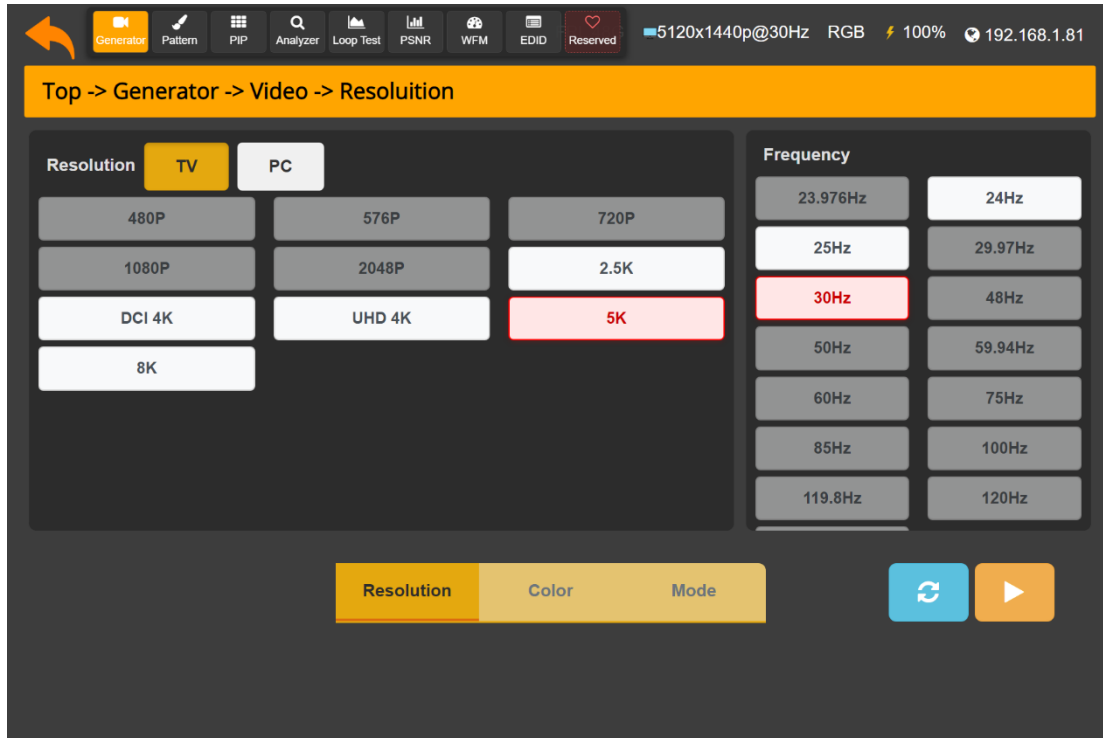 Generator Pattern PIP Analyzer Loop Test PSNR WFM EDID Reserved 5120x1440p@30Hz RGB 100% 192.168.1.81
Top -> Generator -> Video -> Resoluition
Resolution TV PC
480P 576P 720P
1080P 2048P 2.5K
DCI 4K UHD 4K 5K
8K
Frequency
23.976Hz 24Hz
25Hz 29.97Hz
30Hz 48Hz
50Hz 59.94Hz
60Hz 75Hz
85Hz 100Hz
119.8Hz 120Hz
Resolution Color Mode